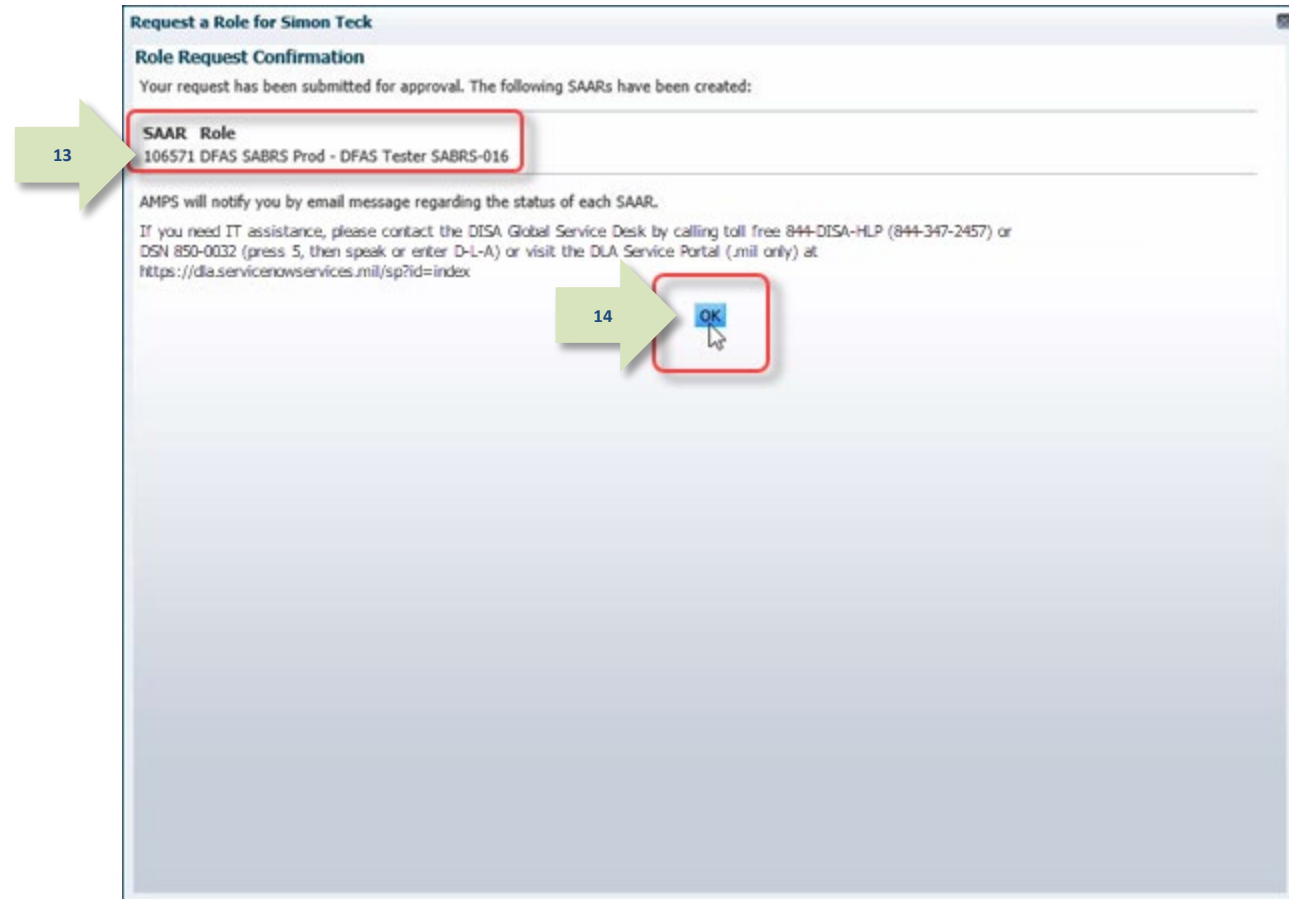 Request a Role for Simon Teck
Role Request Confirmation
Your request has been submitted for approval. The following SAARs have been created:
SAAR Role
13
106571 DFAS SABRS Prod - DFAS Tester SABRS-016
AMPS will notify you by email message regarding the status of each SAAR.
If you need IT assistance, please contact the DISA Global Service Desk by calling toll free 844-DISA-HLP (844-347-2457) or
DSN 850-0032 (press 5, then speak or enter D-L-A) or visit the DLA Service Portal (.mil only) at
https://dla.servicenowservices.mil/sp?id=index
14
OK